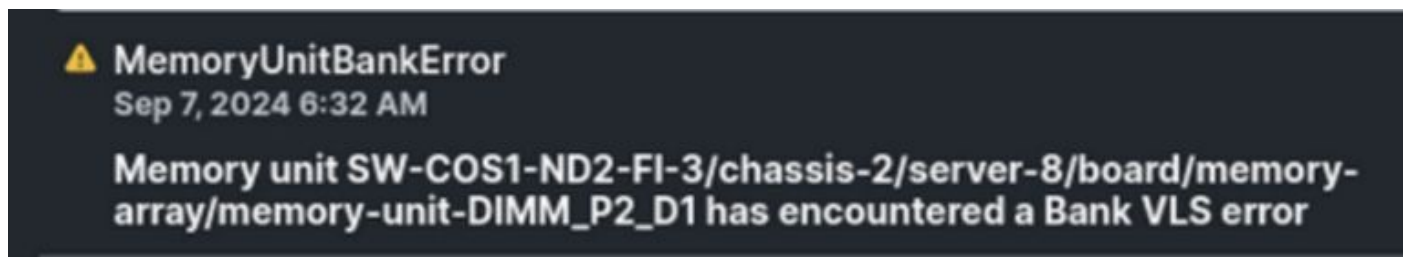 MemoryUnitBankError
Sep 7, 2024 6:32 AM
Memory unit SW-COS1-ND2-FI-3/chassis-2/server-8/board/memory-
array/memory-unit-DIMM_P2_D1 has encountered a Bank VLS error